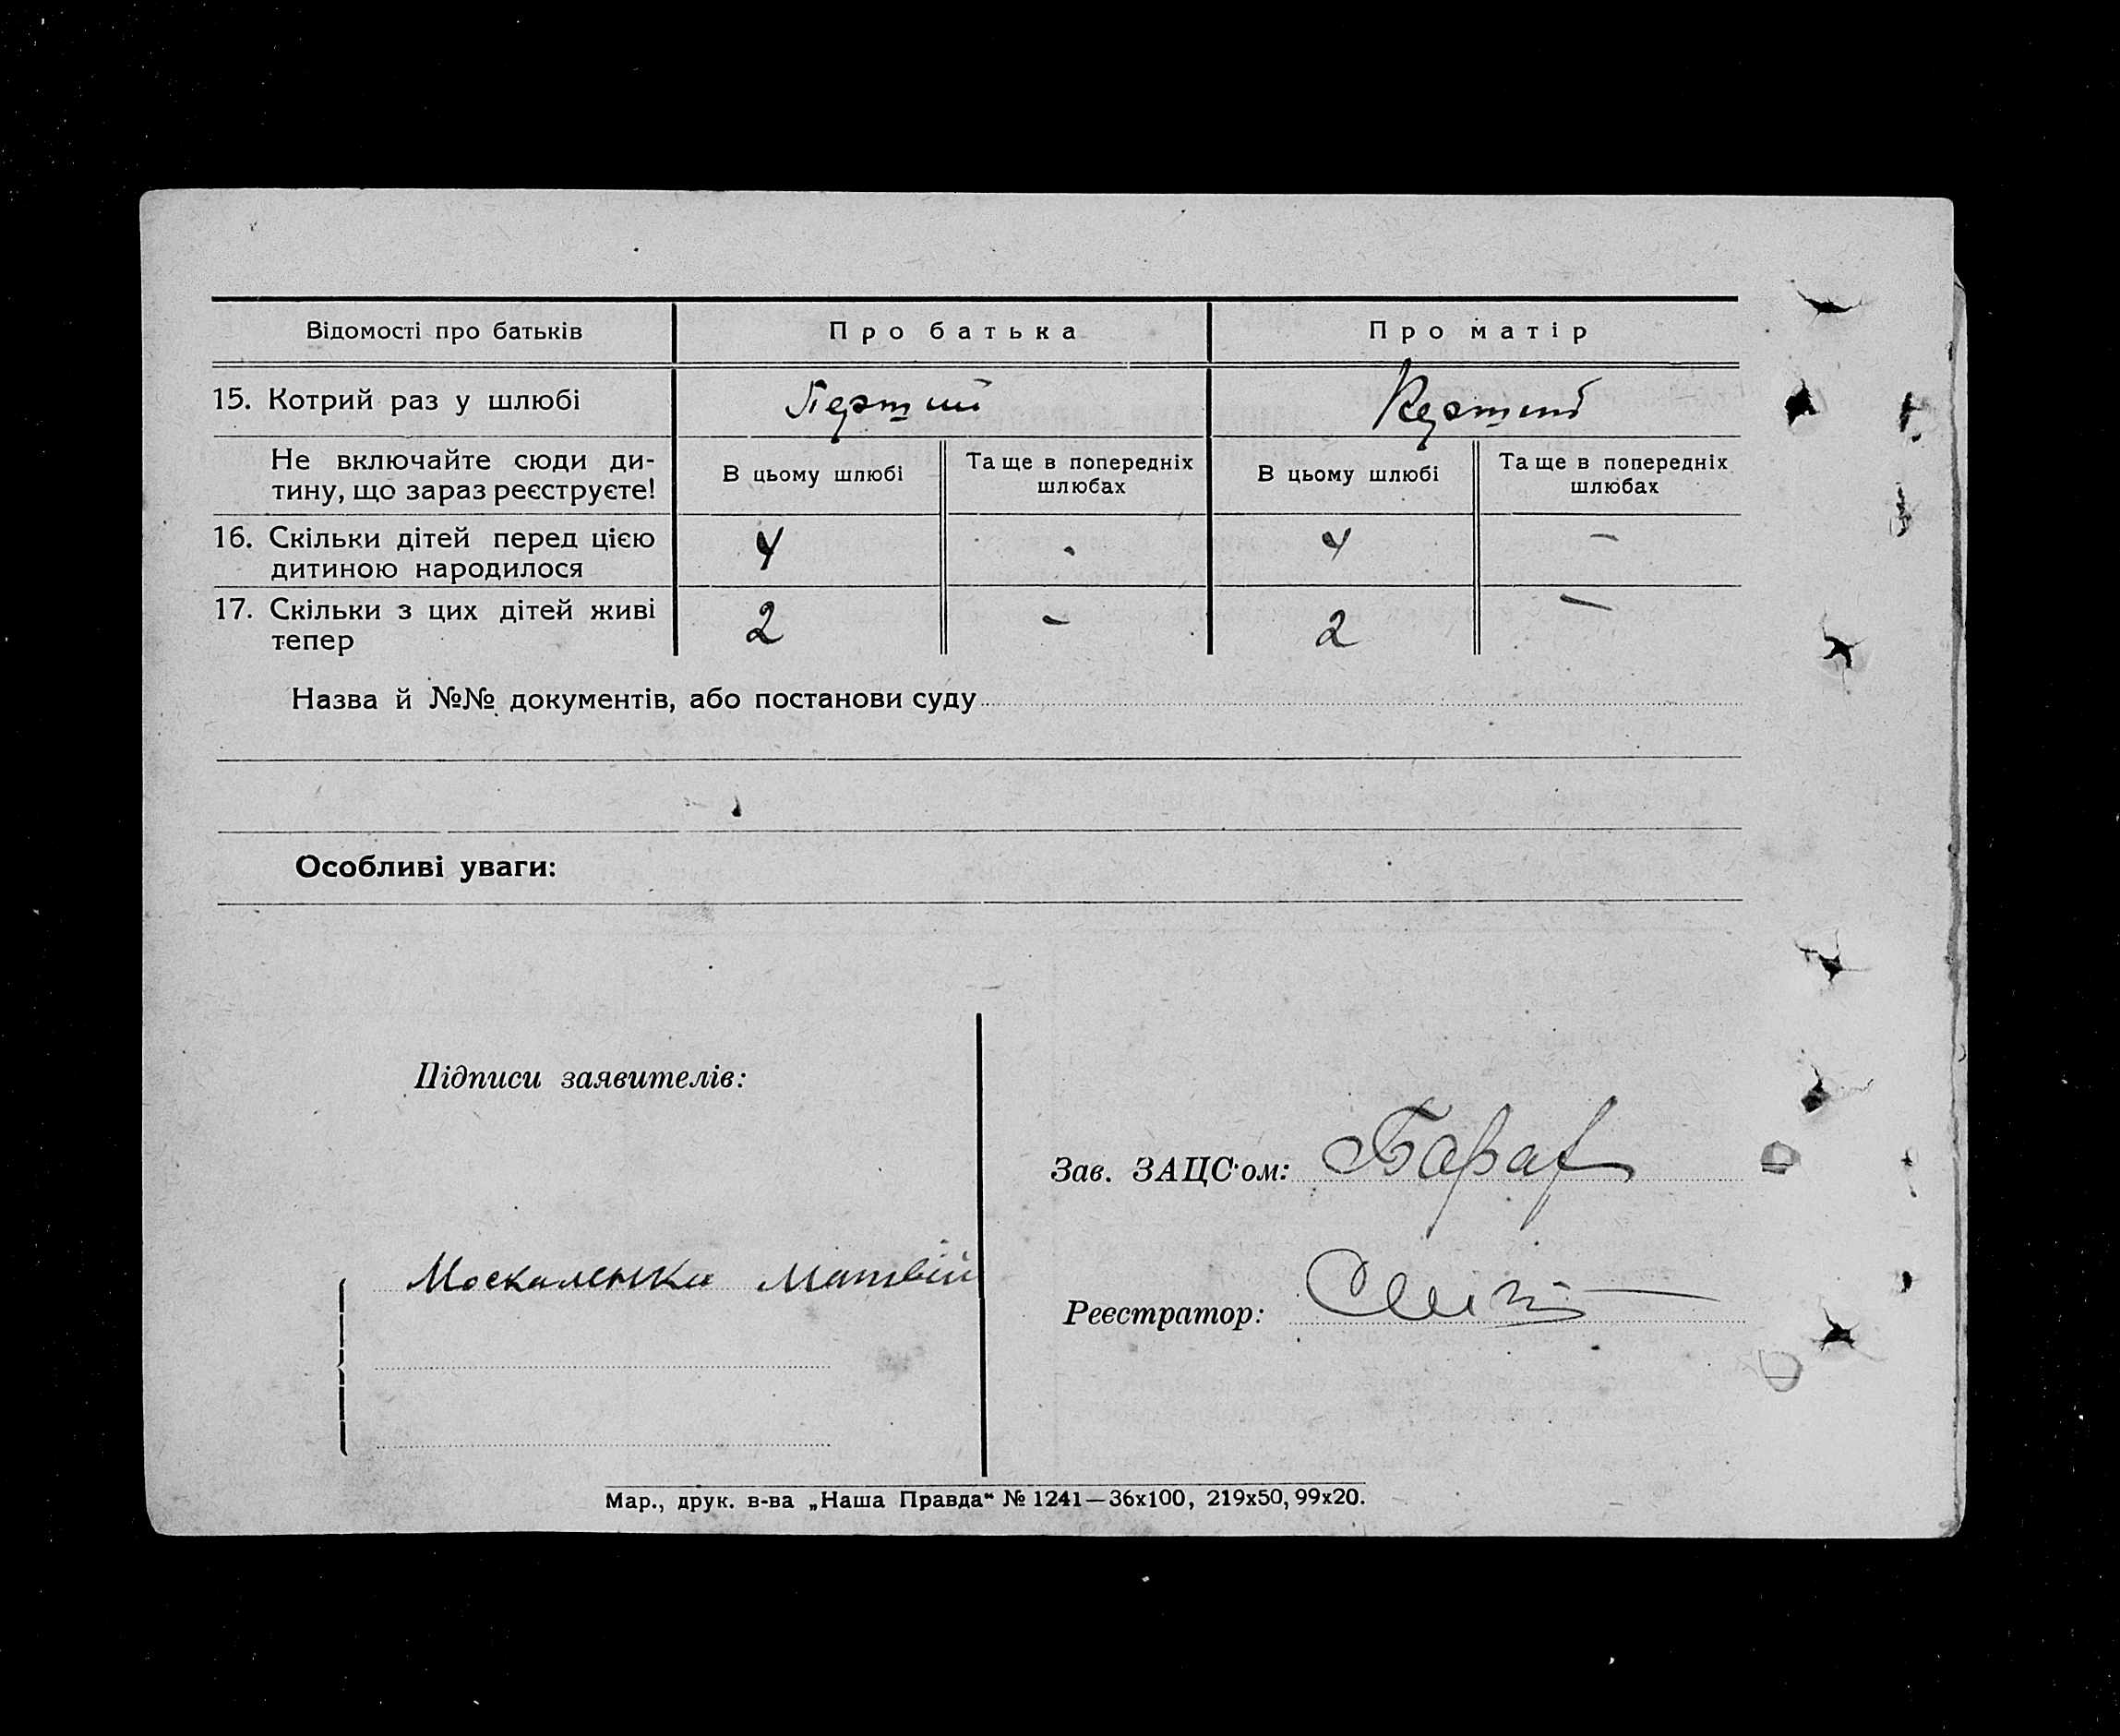 Відомості про батьків Про батька Про матір
15. Котрий раз у шлюбі Перший Перший
Не включайте сюди ди-
тину, що зараз реєструєте!
В цьому шлюбі Та ще в попередніх шлюбах В цьому шлюбі Та ще в попередніх шлюбах
16. Скільки дітей перед цією 4 - 4 -
дитиною народилося
17. Скільки з цих дітей живі 2 - 2 -
тепер
Назва й №№ документів, або постанови суду
Особливі уваги:
Підписи заявителів:
Зав. ЗАЦС'ом:
Москаленко Матвій
Реєстратор:
Мар., друк. в-ва „Наша Правда“ № 1241—36х100, 219х50, 99х20.